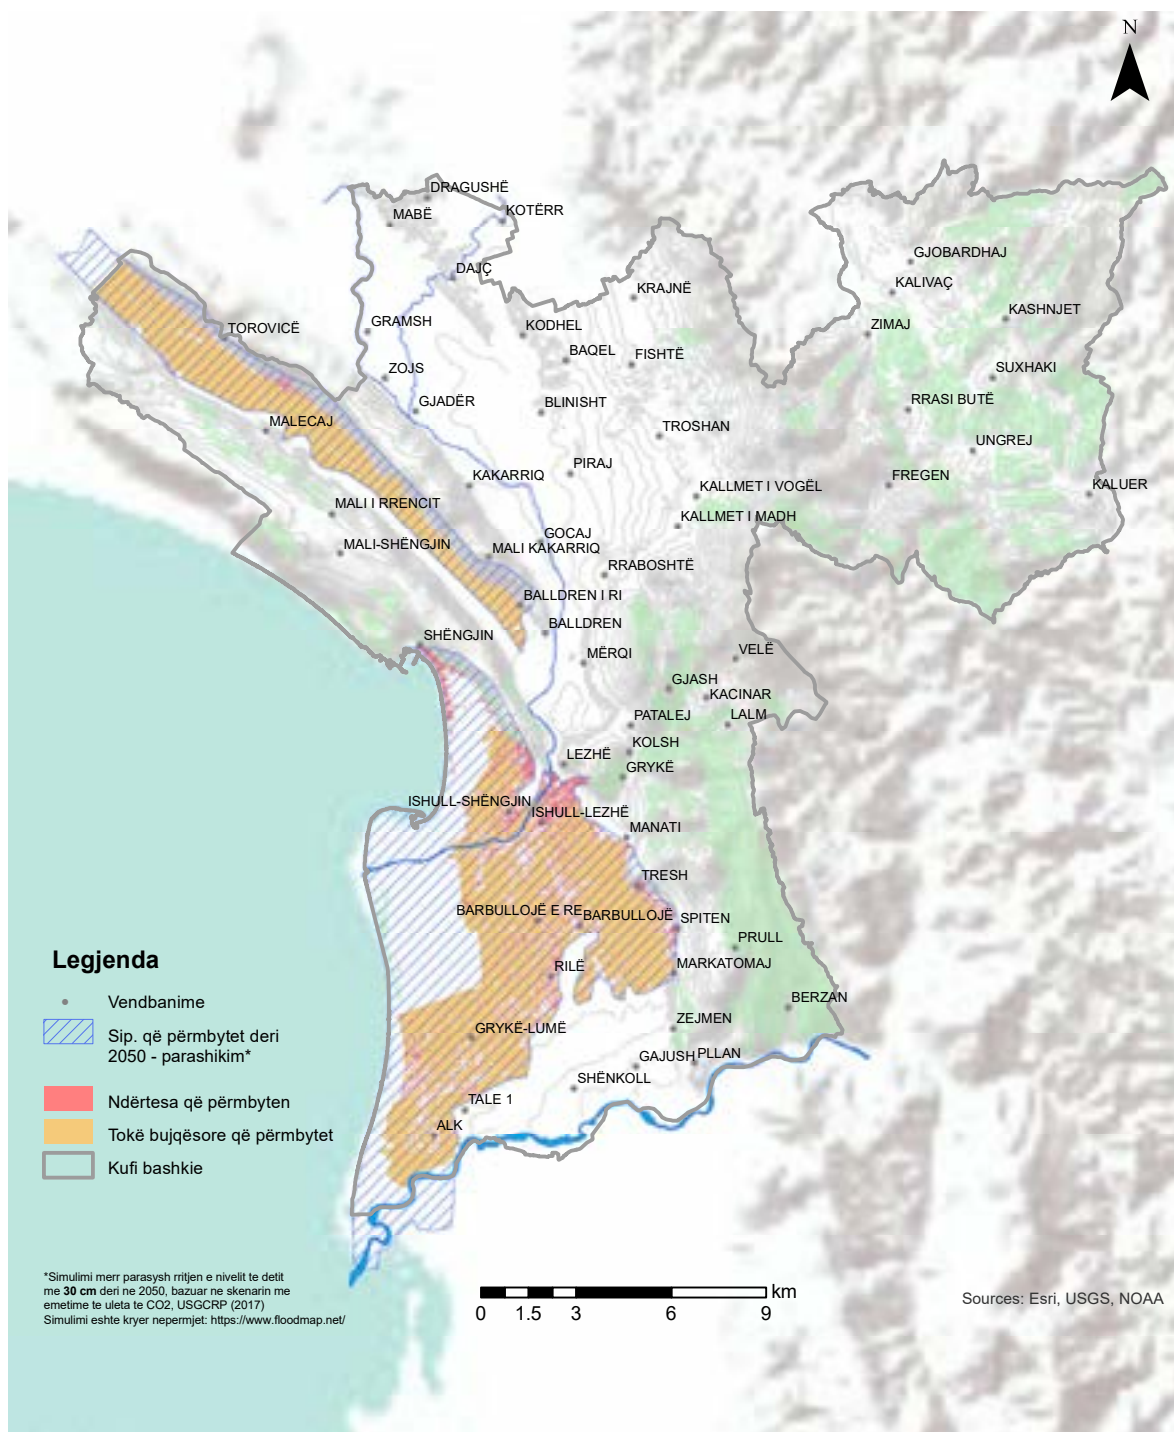 N
DRAGUSHË
MABË
KOTËRR
GJOBARDHAJ
DAJÇ
KALIVAÇ
KRAJNË
KASHNJET
TOROVICË
GRAMSH
KODHEL
ZIMAJ
BAQEL
FISHTË
ZOJS
SUXHAKI
GJADËR
BLINISHT
RRASI BUTË
MALECAJ
TROSHAN
UNGREJ
PIRAJ
KAKARRIQ
KALLMET I VOGËL
FREGEN
KALUER
MALI I RRENCIT
KALLMET I MADH
GOCAJ
MALI-SHËNGJIN
MALI KAKARRIQ
RRABOSHTË
BALLDREN I RI
BALLDREN
SHËNGJIN
MËRQI
VELË
GJASH
KACINAR
PATALEJ
LALM
KOLSH
LEZHË
GRYKË
ISHULL-SHËNGJIN
ISHULL-LEZHË
MANATI
TRESH
BARBULLOJË E RE
BARBULLOJË
SPITEN
PRULL
RILË
MARKATOMAJ
BERZAN
ZEJMEN
GRYKË-LUMË
GAJUSH
PLLAN
SHËNKOLL
TALE 1
ALK
Legjenda
Vendbanime
Sip. që përmbytet deri
2050 - parashikim*
Ndërtesa që përmbyten
Tokë bujqësore që përmbytet
Kufi bashkie
*Simulimi merr parasysh rritjen e nivelit te detit
me 30 cm deri ne 2050, bazuar ne skenarin me
emetime te uleta te CO2, USGCRP (2017)
Simulimi eshte kryer nepermjet: https://www.floodmap.net/
km
0 1.5 3 6 9
Sources: Esri, USGS, NOAA